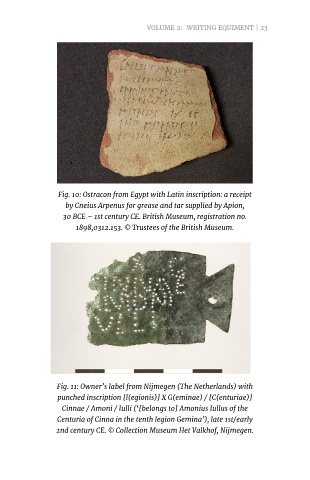 VOLUME 2: WRITING EQUIMENT | 23
Fig. 10: Ostracon from Egypt with Latin inscription: a receipt
by Cneius Arpenus for grease and tar supplied by Apion,
30 BCE – 1st century CE. British Museum, registration no.
1898,0312.153. © Trustees of the British Museum.
Fig. 11: Owner's label from Nijmegen (The Netherlands) with
punched inscription [l(egionis)] X G(eminae) / [C(enturiae)]
Cinnae / Amoni / Iulli ('[belongs to] Amonius Iullus of the
Centuria of Cinna in the tenth legion Gemina'), late 1st/early
2nd century CE. © Collection Museum Het Valkhof, Nijmegen.